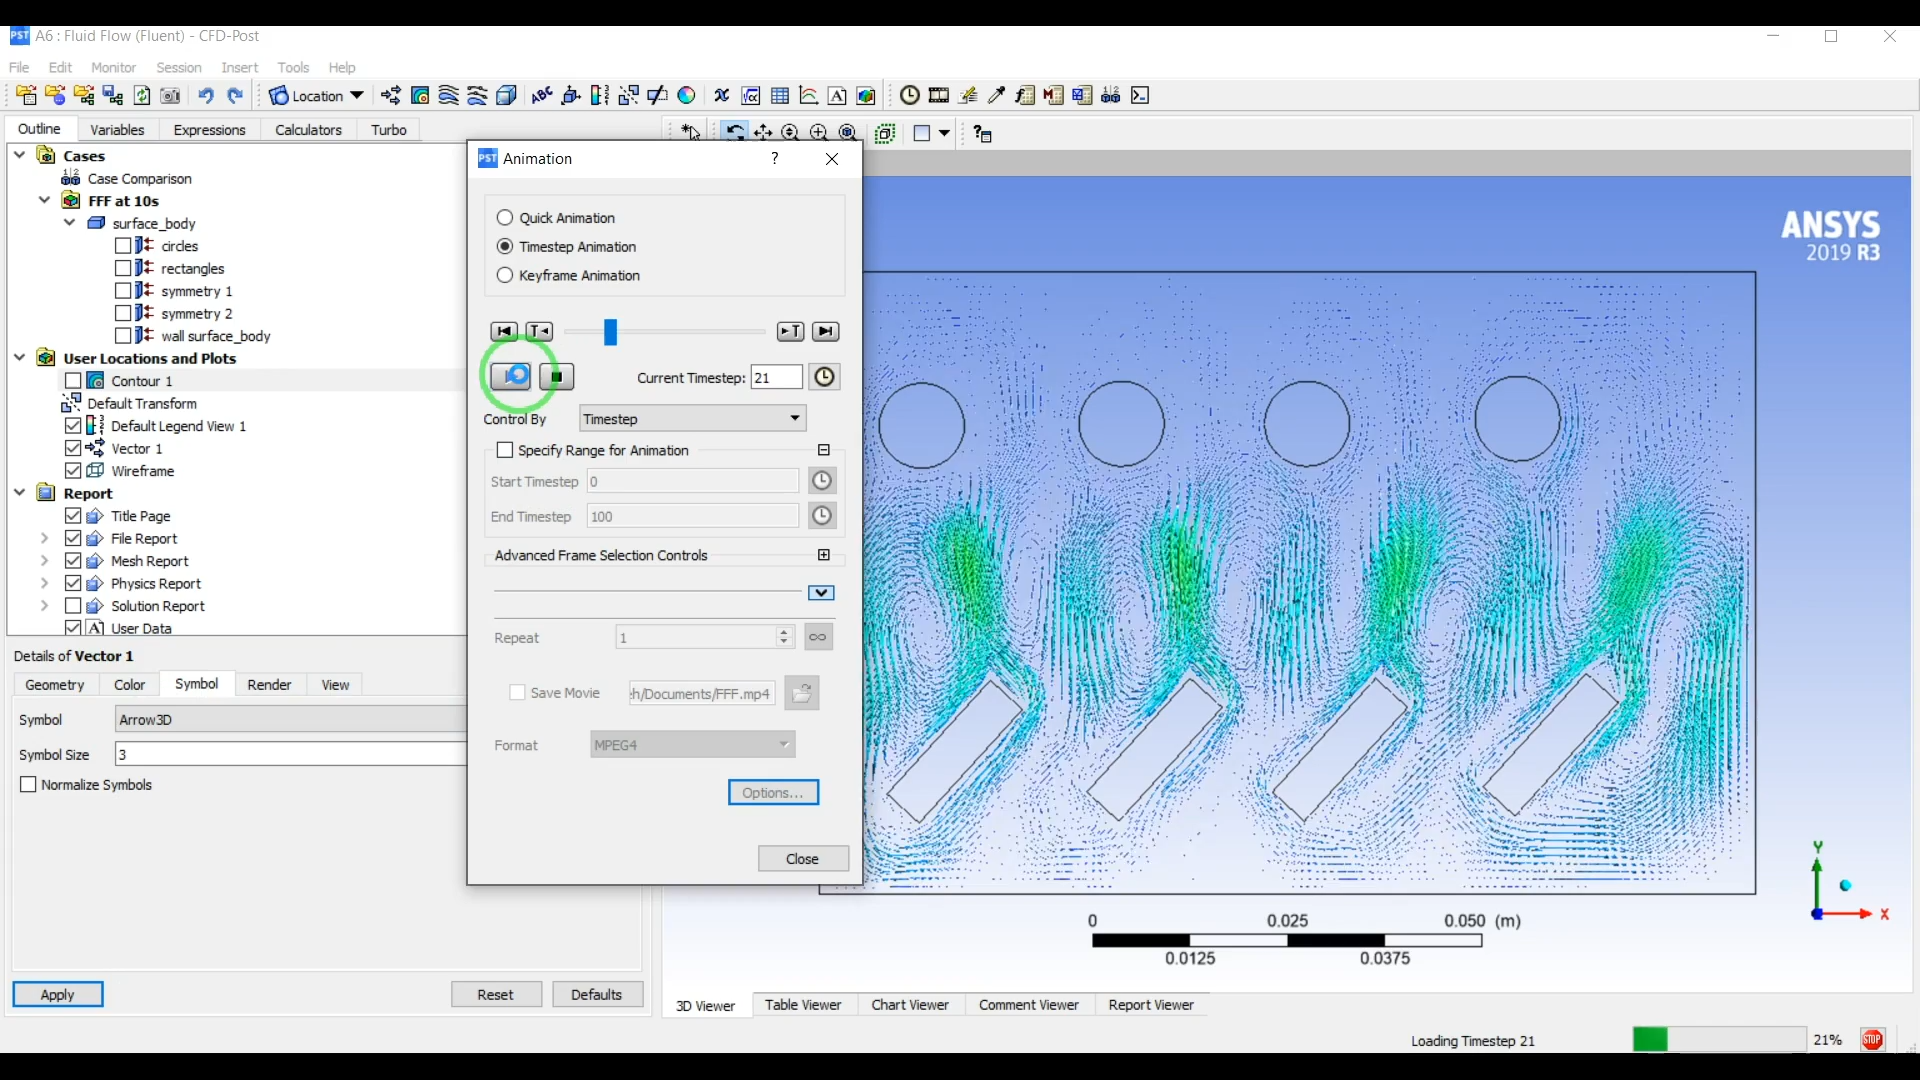 PST A6 : Fluid Flow (Fluent) - CFD-Post
File Edit Monitor Session Insert Tools Help
Location
Outline Variables Expressions Calculators Turbo
Cases
Case Comparison
FFF at 10s
surface_body
circles
rectangles
symmetry 1
symmetry 2
wall surface_body
User Locations and Plots
Contour 1
Default Transform
Default Legend View 1
Vector 1
Wireframe
Report
Title Page
File Report
Mesh Report
Physics Report
Solution Report
User Data
Details of Vector 1
Geometry Color Symbol Render View
Symbol Arrow3D
Symbol Size 3
Normalize Symbols
Apply Reset Defaults
PST Animation ?
Quick Animation
Timestep Animation
Keyframe Animation
Current Timestep: 21
Control By Timestep
Specify Range for Animation
Start Timestep 0
End Timestep 100
Advanced Frame Selection Controls
Repeat 1
Save Movie :h/Documents/FFF.mp4
Format MPEG4
Options...
Close
ANSYS
2019 R3
Y
X
0 0.025 0.050 (m)
0.0125 0.0375
3D Viewer Table Viewer Chart Viewer Comment Viewer Report Viewer
Loading Timestep 21 21% STOP